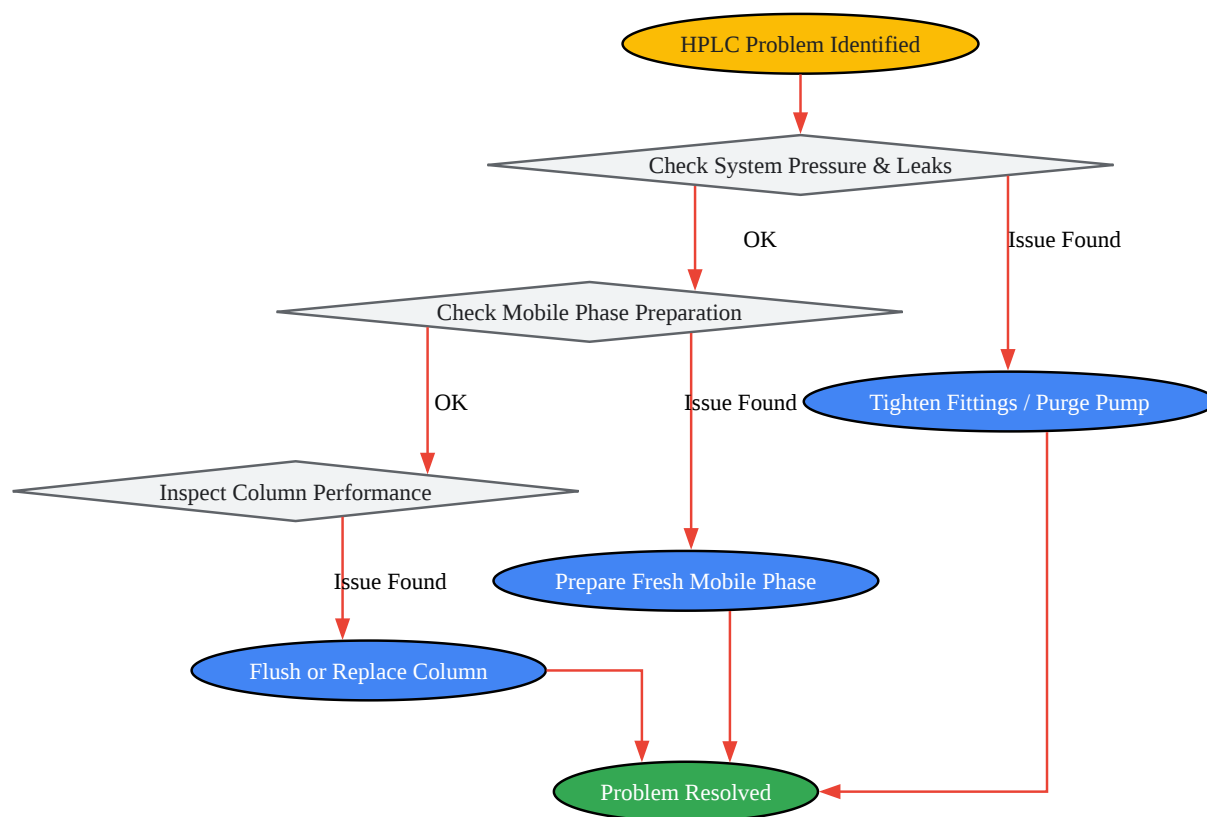 HPLC Problem Identified
Check System Pressure & Leaks
OK
Issue Found
Check Mobile Phase Preparation
OK
Issue Found
Tighten Fittings / Purge Pump
Inspect Column Performance
Issue Found
Prepare Fresh Mobile Phase
Flush or Replace Column
Problem Resolved